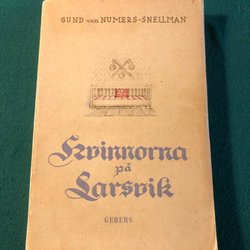 GUND von NUMERS-SNELLMAN
Kvinnorna
på
Larsvik
GEBERS